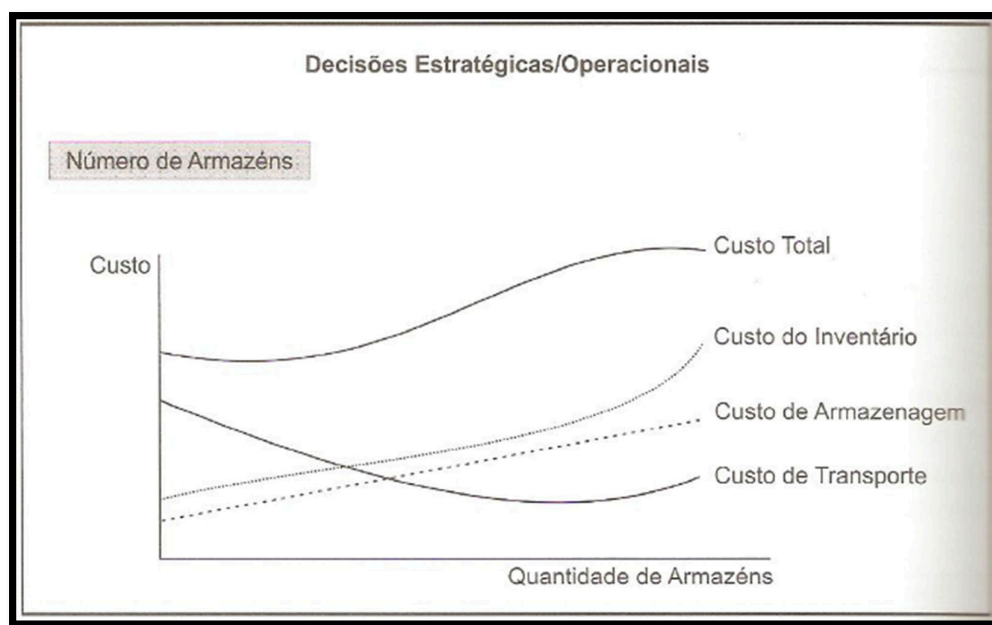 Decisões Estratégicas/Operacionais
Número de Armazéns
Custo
Custo Total
Custo do Inventário
Custo de Armazenagem
Custo de Transporte
Quantidade de Armazéns